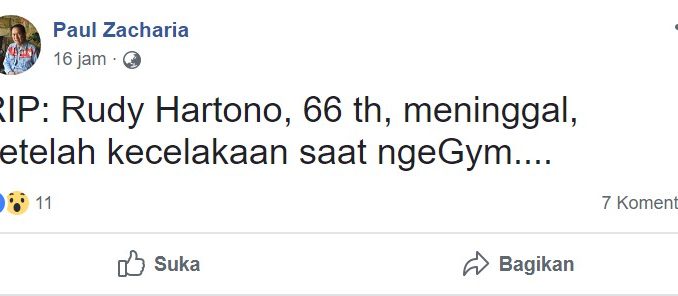 Paul Zacharia
16 jam ·
RIP: Rudy Hartono, 66 th, meninggal,
etelah kecelakaan saat ngeGym....
11
7 Koment
Suka
Bagikan